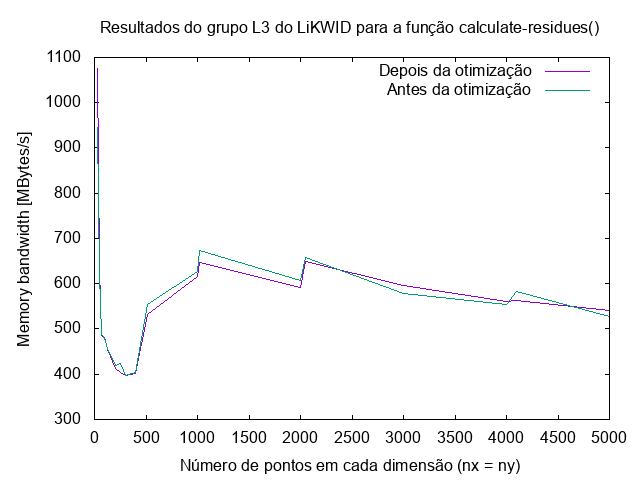 Resultados do grupo L3 do LiKWID para a função calculate-residues()
Depois da otimização
Antes da otimização
Memory bandwidth [MBytes/s]
1100
1000
900
800
700
600
500
400
300
0 500 1000 1500 2000 2500 3000 3500 4000 4500 5000
Número de pontos em cada dimensão (nx = ny)